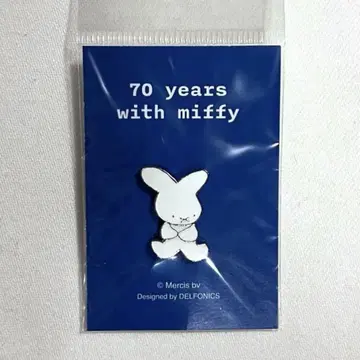 70 years
with miffy
© Mercis bv
Designed by DELFONICS